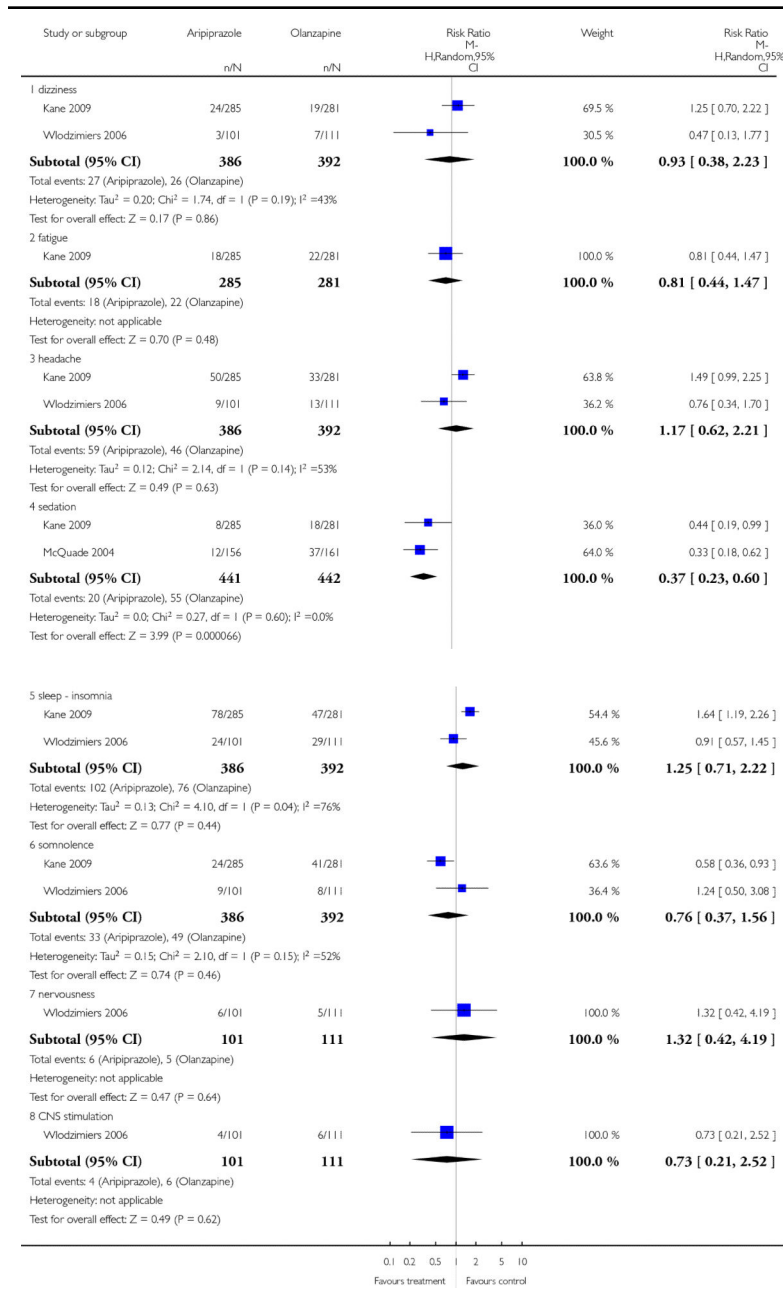 Study or subgroup Aripiprazole Olanzapine Risk Ratio Weight Risk Ratio
M- M-
H,Random,95% H,Random,95%
n/N n/N CI CI
1 dizziness
Kane 2009 24/285 19/281 69.5 % 1.25 [ 0.70, 2.22 ]
Wlodzimiers 2006 3/101 7/111 30.5 % 0.47 [ 0.13, 1.77 ]
Subtotal (95% CI) 386 392 100.0 % 0.93 [ 0.38, 2.23 ]
Total events: 27 (Aripiprazole), 26 (Olanzapine)
Heterogeneity: Tau² = 0.20; Chi² = 1.74, df = 1 (P = 0.19); I² =43%
Test for overall effect: Z = 0.17 (P = 0.86)
2 fatigue
Kane 2009 18/285 22/281 100.0 % 0.81 [ 0.44, 1.47 ]
Subtotal (95% CI) 285 281 100.0 % 0.81 [ 0.44, 1.47 ]
Total events: 18 (Aripiprazole), 22 (Olanzapine)
Heterogeneity: not applicable
Test for overall effect: Z = 0.70 (P = 0.48)
3 headache
Kane 2009 50/285 33/281 63.8 % 1.49 [ 0.99, 2.25 ]
Wlodzimiers 2006 9/101 13/111 36.2 % 0.76 [ 0.34, 1.70 ]
Subtotal (95% CI) 386 392 100.0 % 1.17 [ 0.62, 2.21 ]
Total events: 59 (Aripiprazole), 46 (Olanzapine)
Heterogeneity: Tau² = 0.12; Chi² = 2.14, df = 1 (P = 0.14); I² =53%
Test for overall effect: Z = 0.49 (P = 0.63)
4 sedation
Kane 2009 8/285 18/281 36.0 % 0.44 [ 0.19, 0.99 ]
McQuade 2004 12/156 37/161 64.0 % 0.33 [ 0.18, 0.62 ]
Subtotal (95% CI) 441 442 100.0 % 0.37 [ 0.23, 0.60 ]
Total events: 20 (Aripiprazole), 55 (Olanzapine)
Heterogeneity: Tau² = 0.0; Chi² = 0.27, df = 1 (P = 0.60); I² =0.0%
Test for overall effect: Z = 3.99 (P = 0.000066)
5 sleep - insomnia
Kane 2009 78/285 47/281 54.4 % 1.64 [ 1.19, 2.26 ]
Wlodzimiers 2006 24/101 29/111 45.6 % 0.91 [ 0.57, 1.45 ]
Subtotal (95% CI) 386 392 100.0 % 1.25 [ 0.71, 2.22 ]
Total events: 102 (Aripiprazole), 76 (Olanzapine)
Heterogeneity: Tau² = 0.13; Chi² = 4.10, df = 1 (P = 0.04); I² =76%
Test for overall effect: Z = 0.77 (P = 0.44)
6 somnolence
Kane 2009 24/285 41/281 63.6 % 0.58 [ 0.36, 0.93 ]
Wlodzimiers 2006 9/101 8/111 36.4 % 1.24 [ 0.50, 3.08 ]
Subtotal (95% CI) 386 392 100.0 % 0.76 [ 0.37, 1.56 ]
Total events: 33 (Aripiprazole), 49 (Olanzapine)
Heterogeneity: Tau² = 0.15; Chi² = 2.10, df = 1 (P = 0.15); I² =52%
Test for overall effect: Z = 0.74 (P = 0.46)
7 nervousness
Wlodzimiers 2006 6/101 5/111 100.0 % 1.32 [ 0.42, 4.19 ]
Subtotal (95% CI) 101 111 100.0 % 1.32 [ 0.42, 4.19 ]
Total events: 6 (Aripiprazole), 5 (Olanzapine)
Heterogeneity: not applicable
Test for overall effect: Z = 0.47 (P = 0.64)
8 CNS stimulation
Wlodzimiers 2006 4/101 6/111 100.0 % 0.73 [ 0.21, 2.52 ]
Subtotal (95% CI) 101 111 100.0 % 0.73 [ 0.21, 2.52 ]
Total events: 4 (Aripiprazole), 6 (Olanzapine)
Heterogeneity: not applicable
Test for overall effect: Z = 0.49 (P = 0.62)
0.1 0.2 0.5 1 2 5 10
Favours treatment Favours control